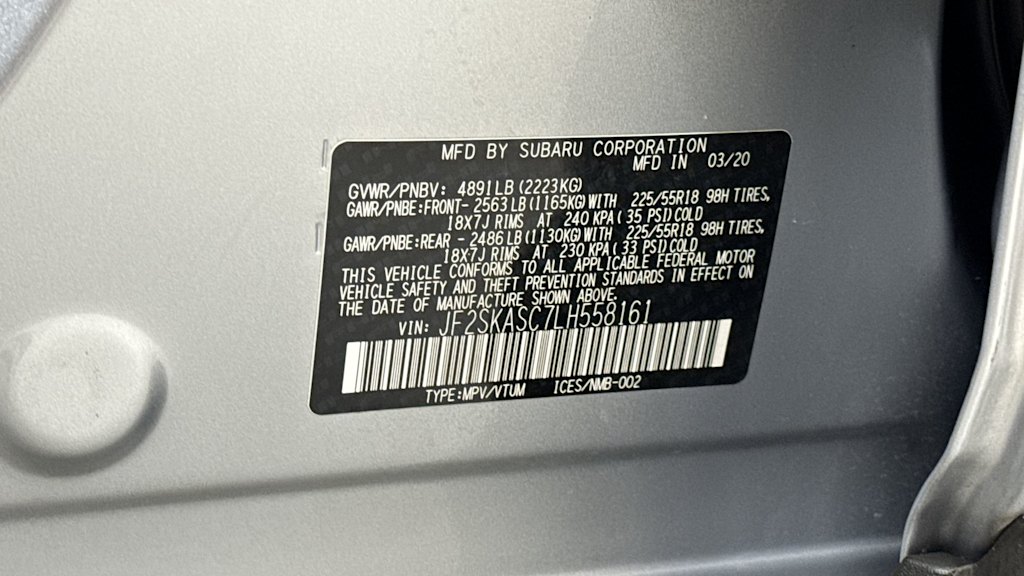 MFD BY SUBARU CORPORATION
MFD IN 03/20
GVWR/PNBV: 4891LB (2223KG)
GAWR/PNBE:FRONT- 2563LB (1165KG) WITH 225/55R18 98H TIRES,
18X7J RIMS AT 240 KPA ( 35 PSI) COLD
GAWR/PNBE:REAR - 2486LB (1130KG) WITH 225/55R18 98H TIRES,
18X7J RIMS AT 230 KPA ( 33 PSI) COLD
THIS VEHICLE CONFORMS TO ALL APPLICABLE FEDERAL MOTOR
VEHICLE SAFETY AND THEFT PREVENTION STANDARDS IN EFFECT ON
THE DATE OF MANUFACTURE SHOWN ABOVE.
VIN: JF2SKASC7LH558161
TYPE:MPV/VTUM ICES/NMB-002